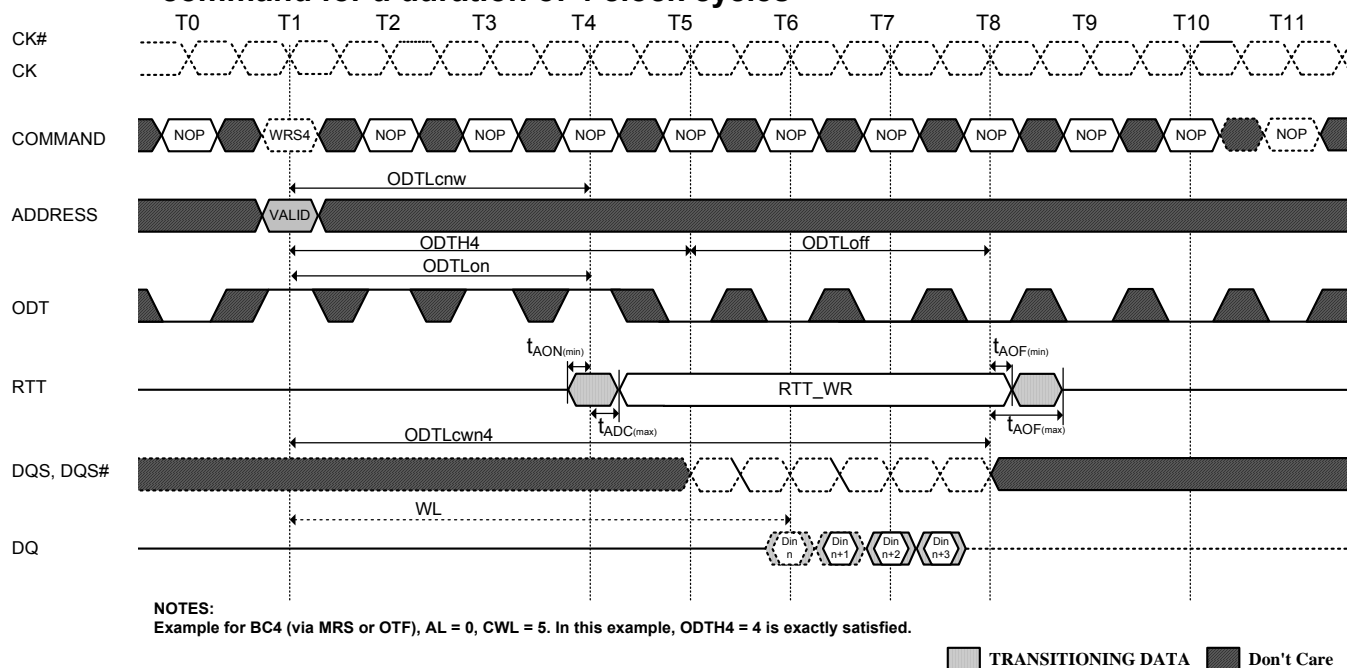 command for a duration of 4 clock cycles
T0 T1 T2 T3 T4 T5 T6 T7 T8 T9 T10 T11
CK#
CK
COMMAND NOP WRS4 NOP NOP NOP NOP NOP NOP NOP NOP NOP NOP
ODTLcnw
ADDRESS VALID
ODTH4 ODTLoff
ODTLon
ODT
tAON(min) tAOF(min)
RTT RTT_WR
tADC(max) tAOF(max)
ODTLcwn4
DQS, DQS#
WL
DQ Din n Din n+1 Din n+2 Din n+3
NOTES:
Example for BC4 (via MRS or OTF), AL = 0, CWL = 5. In this example, ODTH4 = 4 is exactly satisfied.
TRANSITIONING DATA Don't Care